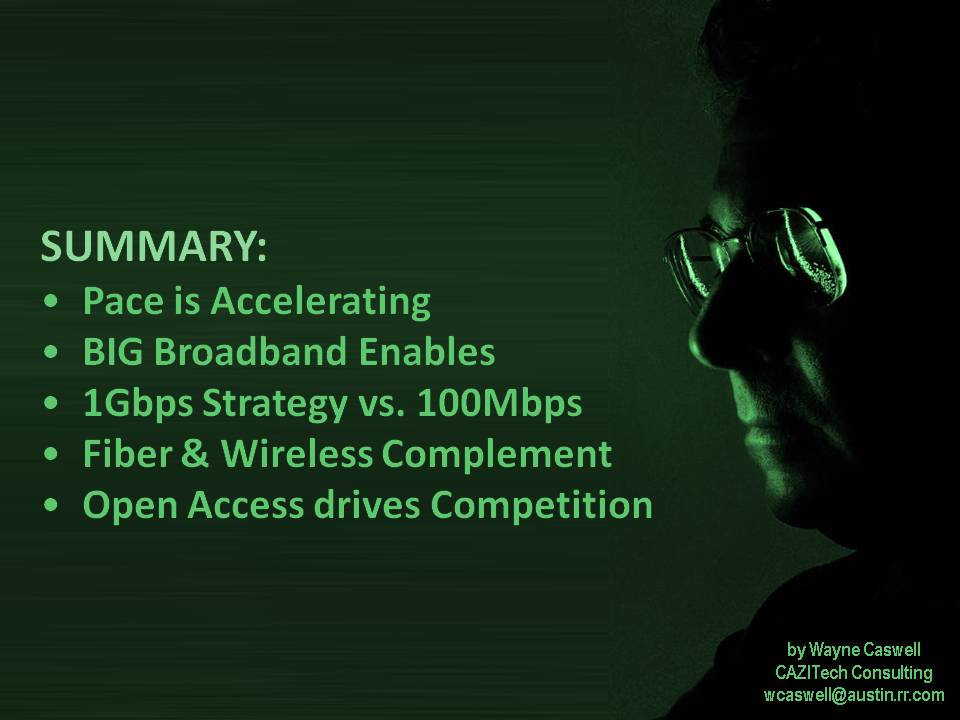 SUMMARY:
• Pace is Accelerating
• BIG Broadband Enables
• 1Gbps Strategy vs. 100Mbps
• Fiber & Wireless Complement
• Open Access drives Competition
by Wayne Caswell
CAZITech Consulting
wcaswell@austin.rr.com